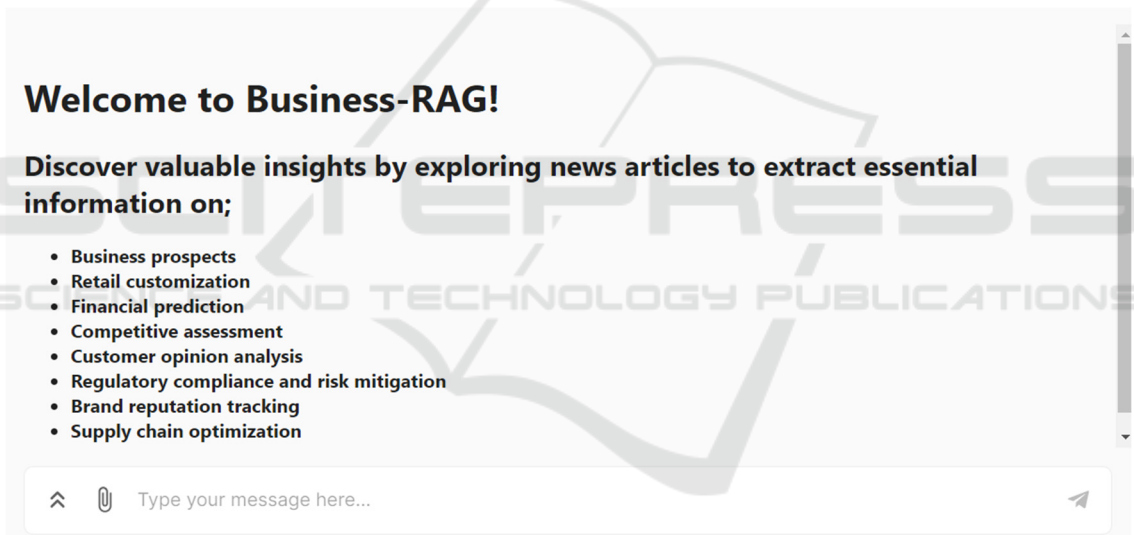 Welcome to Business-RAG!
Discover valuable insights by exploring news articles to extract essential
information on;
• Business prospects
• Retail customization
• Financial prediction
• Competitive assessment
• Customer opinion analysis
• Regulatory compliance and risk mitigation
• Brand reputation tracking
• Supply chain optimization
Type your message here...
SCITEPRESS
SCIENCE AND TECHNOLOGY PUBLICATIONS